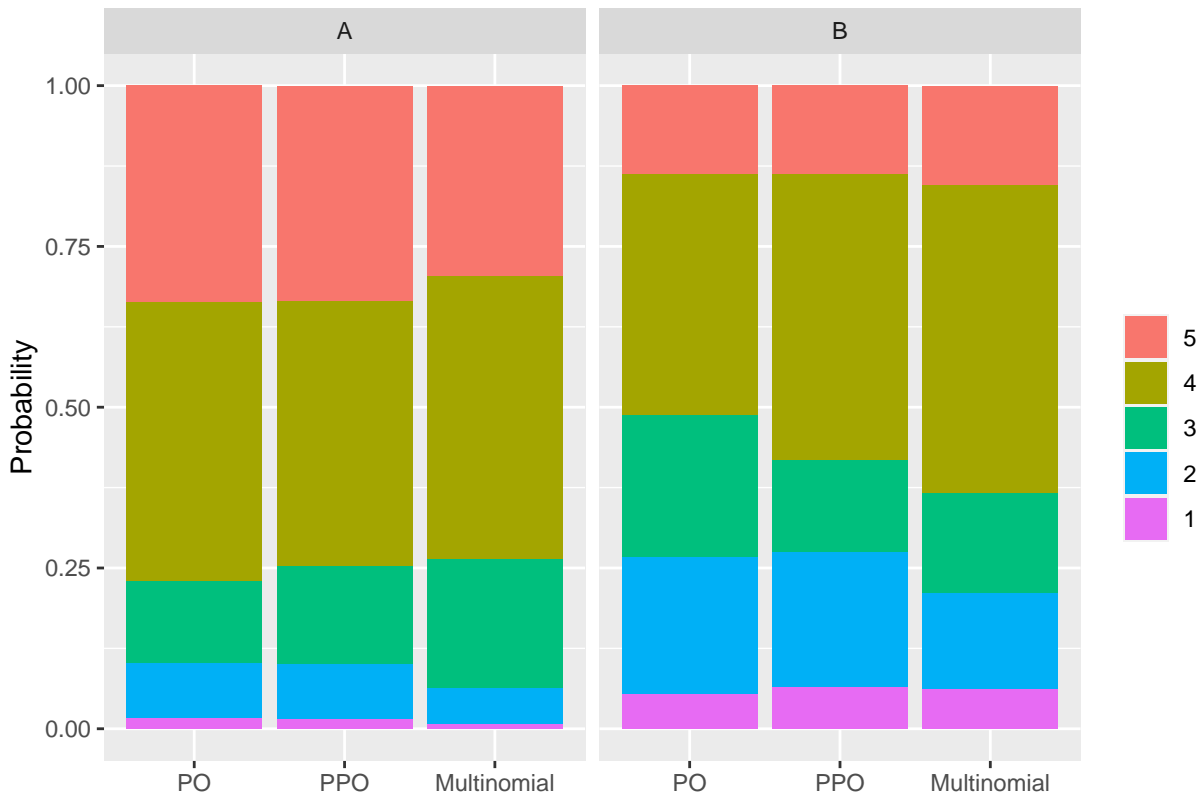 A
B
1.00
0.75
0.50
0.25
0.00
Probability
PO
PPO
Multinomial
PO
PPO
Multinomial
5
4
3
2
1